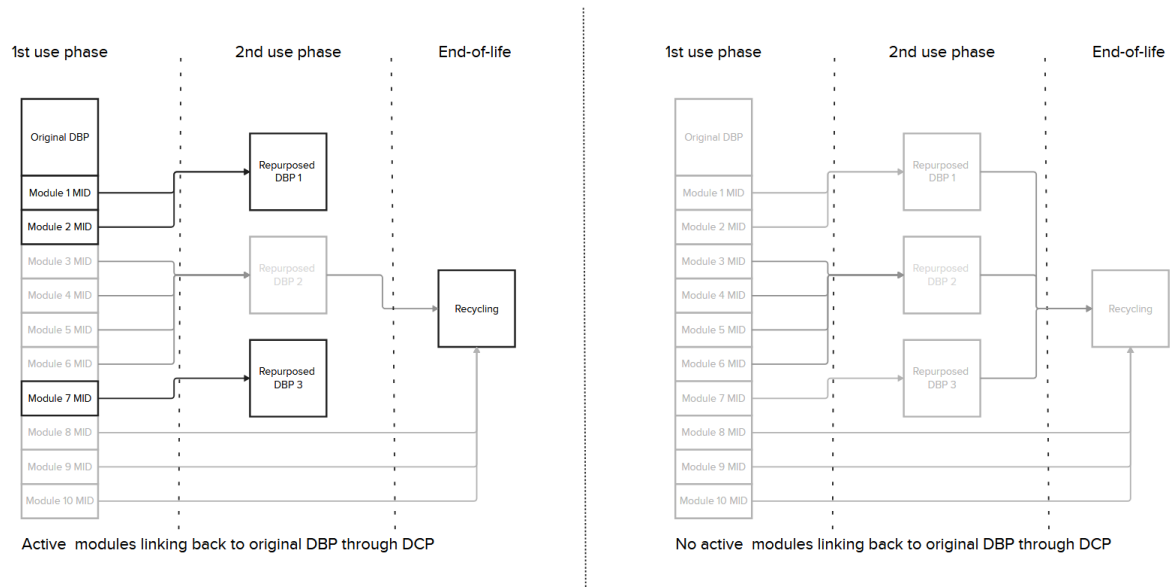 1st use phase
2nd use phase
End-of-life
Original DBP
Module 1 MID
Module 2 MID
Module 3 MID
Module 4 MID
Module 5 MID
Module 6 MID
Module 7 MID
Module 8 MID
Module 9 MID
Module 10 MID
Repurposed
DBP 1
Repurposed
DBP 2
Repurposed
DBP 3
Recycling
Active  modules linking back to original DBP through DCP
1st use phase
2nd use phase
End-of-life
Original DBP
Module 1 MID
Module 2 MID
Module 3 MID
Module 4 MID
Module 5 MID
Module 6 MID
Module 7 MID
Module 8 MID
Module 9 MID
Module 10 MID
Repurposed
DBP 1
Repurposed
DBP 2
Repurposed
DBP 3
Recycling
No active  modules linking back to original DBP through DCP